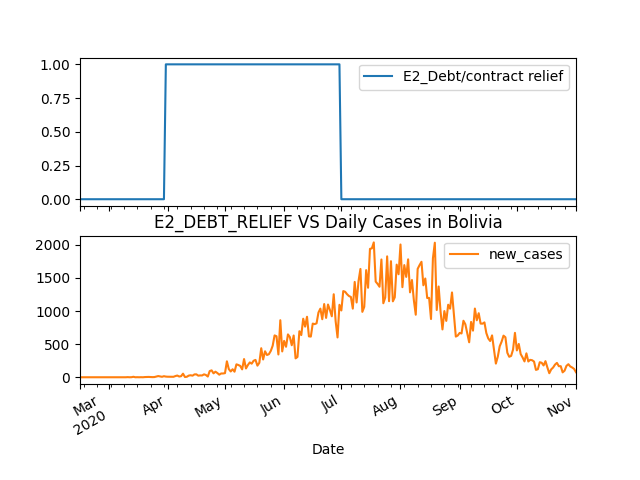 1.00
0.75
0.50
0.25
0.00
E2_Debt/contract relief
E2_DEBT_RELIEF VS Daily Cases in Bolivia
2000
1500
1000
500
0
new_cases
Mar
2020
Apr
May
Jun
Jul
Aug
Sep
Oct
Nov
Date